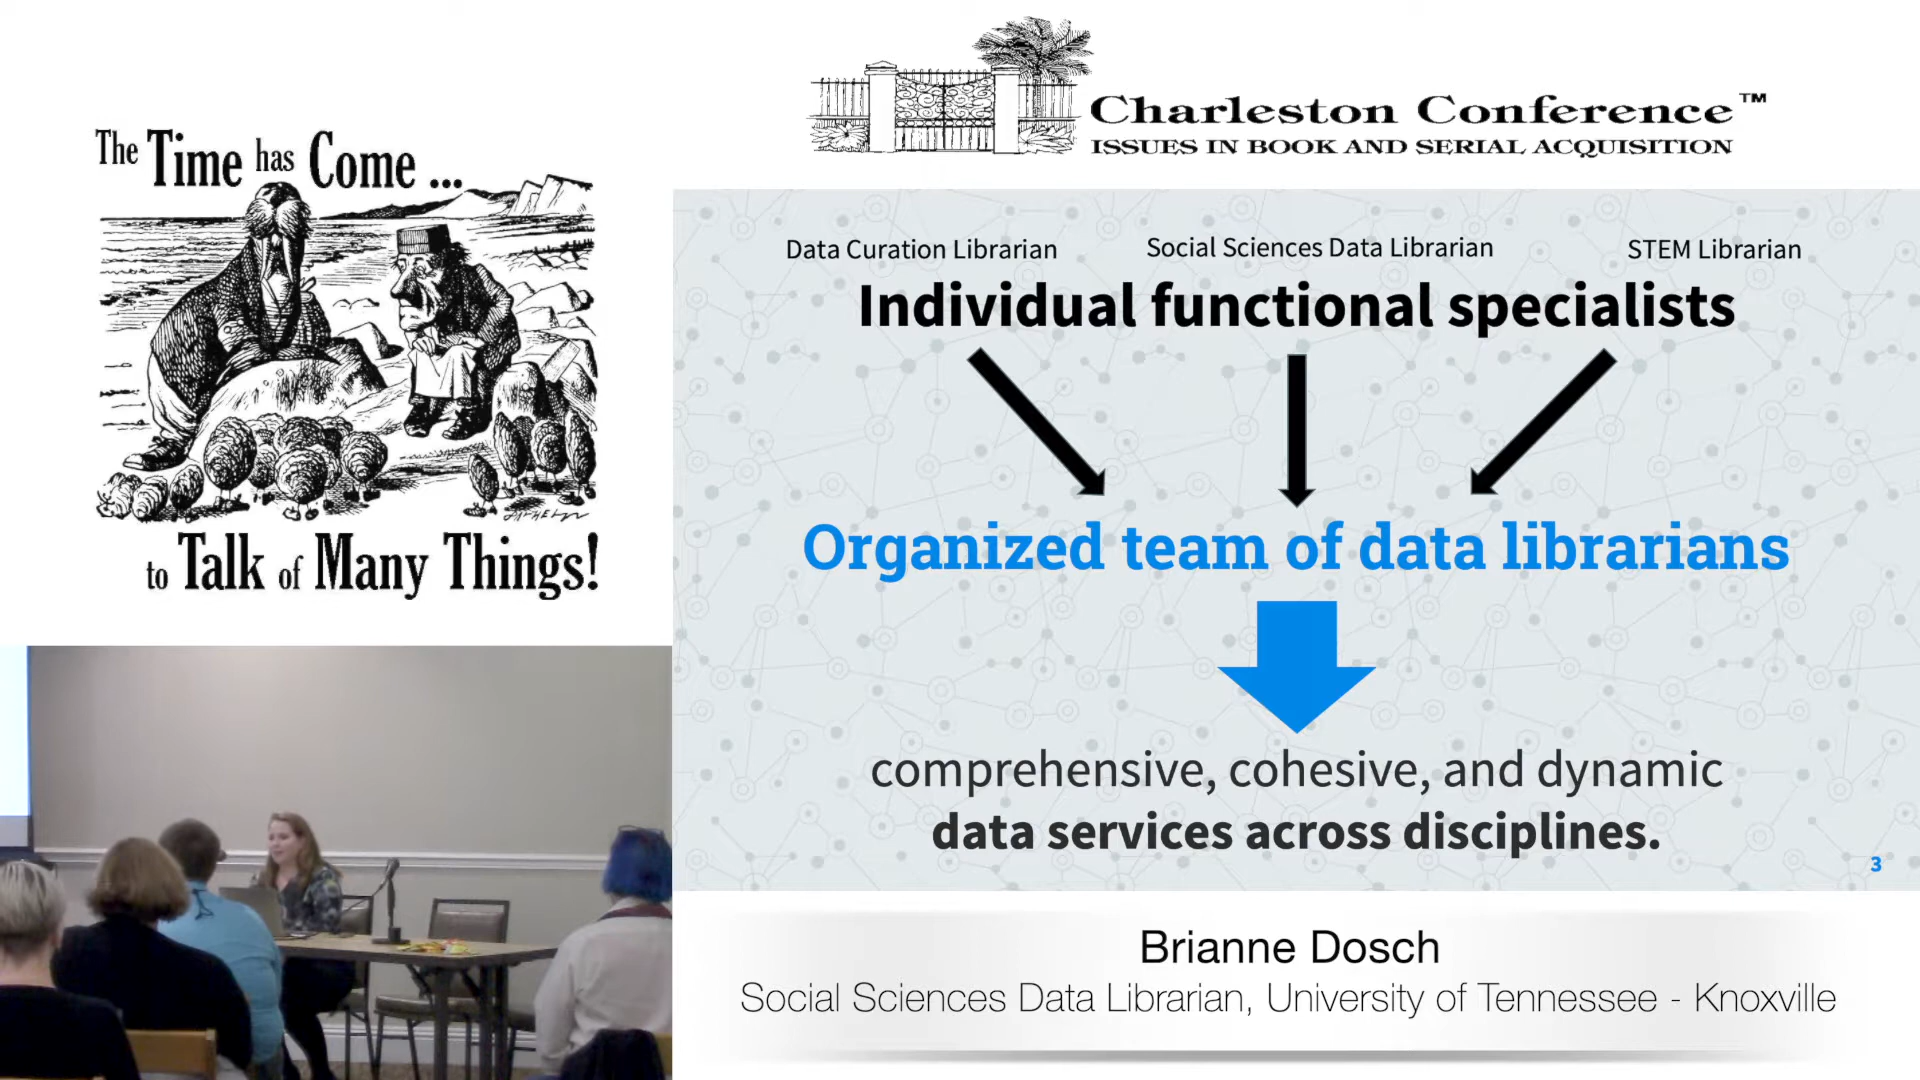 The Time has Come ...
to Talk of Many Things!
Charleston Conference™
ISSUES IN BOOK AND SERIAL ACQUISITION
Data Curation Librarian
Social Sciences Data Librarian
STEM Librarian
Individual functional specialists
Organized team of data librarians
comprehensive, cohesive, and dynamic
data services across disciplines.
3
Brianne Dosch
Social Sciences Data Librarian, University of Tennessee - Knoxville